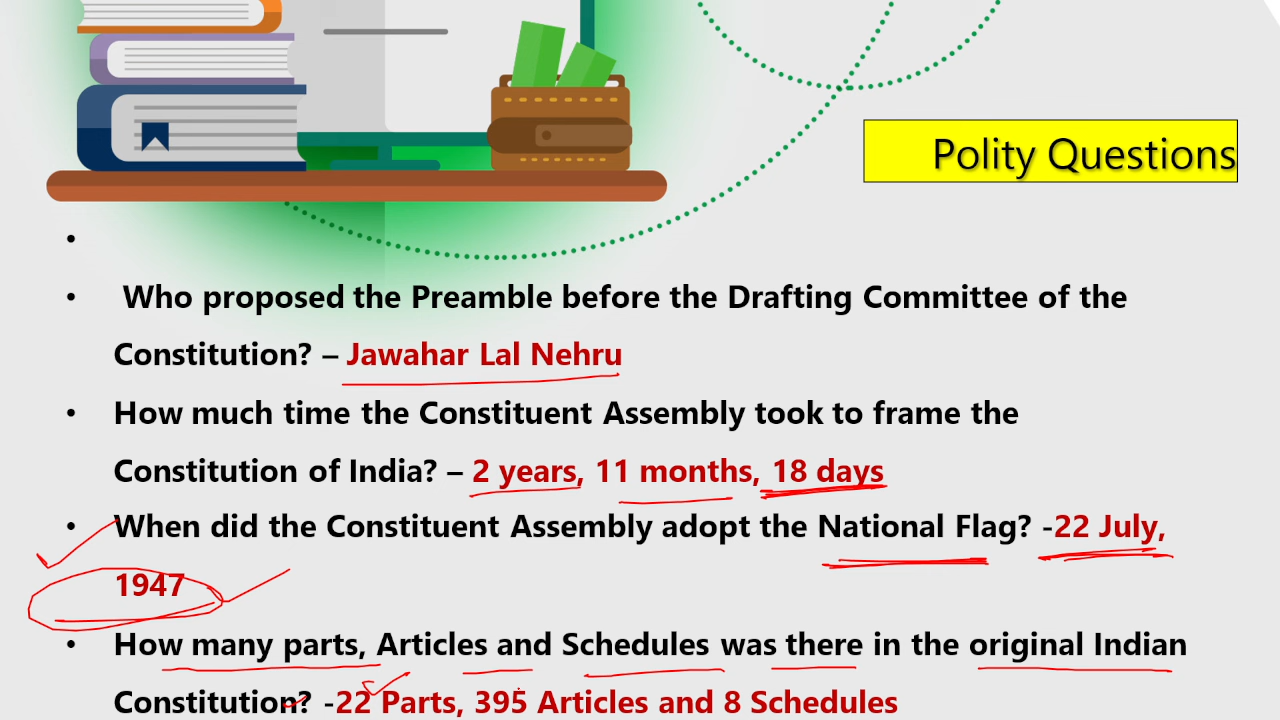 Polity Questions
•
• Who proposed the Preamble before the Drafting Committee of the
Constitution? – Jawahar Lal Nehru
• How much time the Constituent Assembly took to frame the
Constitution of India? – 2 years, 11 months, 18 days
• When did the Constituent Assembly adopt the National Flag? -22 July,
1947
• How many parts, Articles and Schedules was there in the original Indian
Constitution? -22 Parts, 395 Articles and 8 Schedules